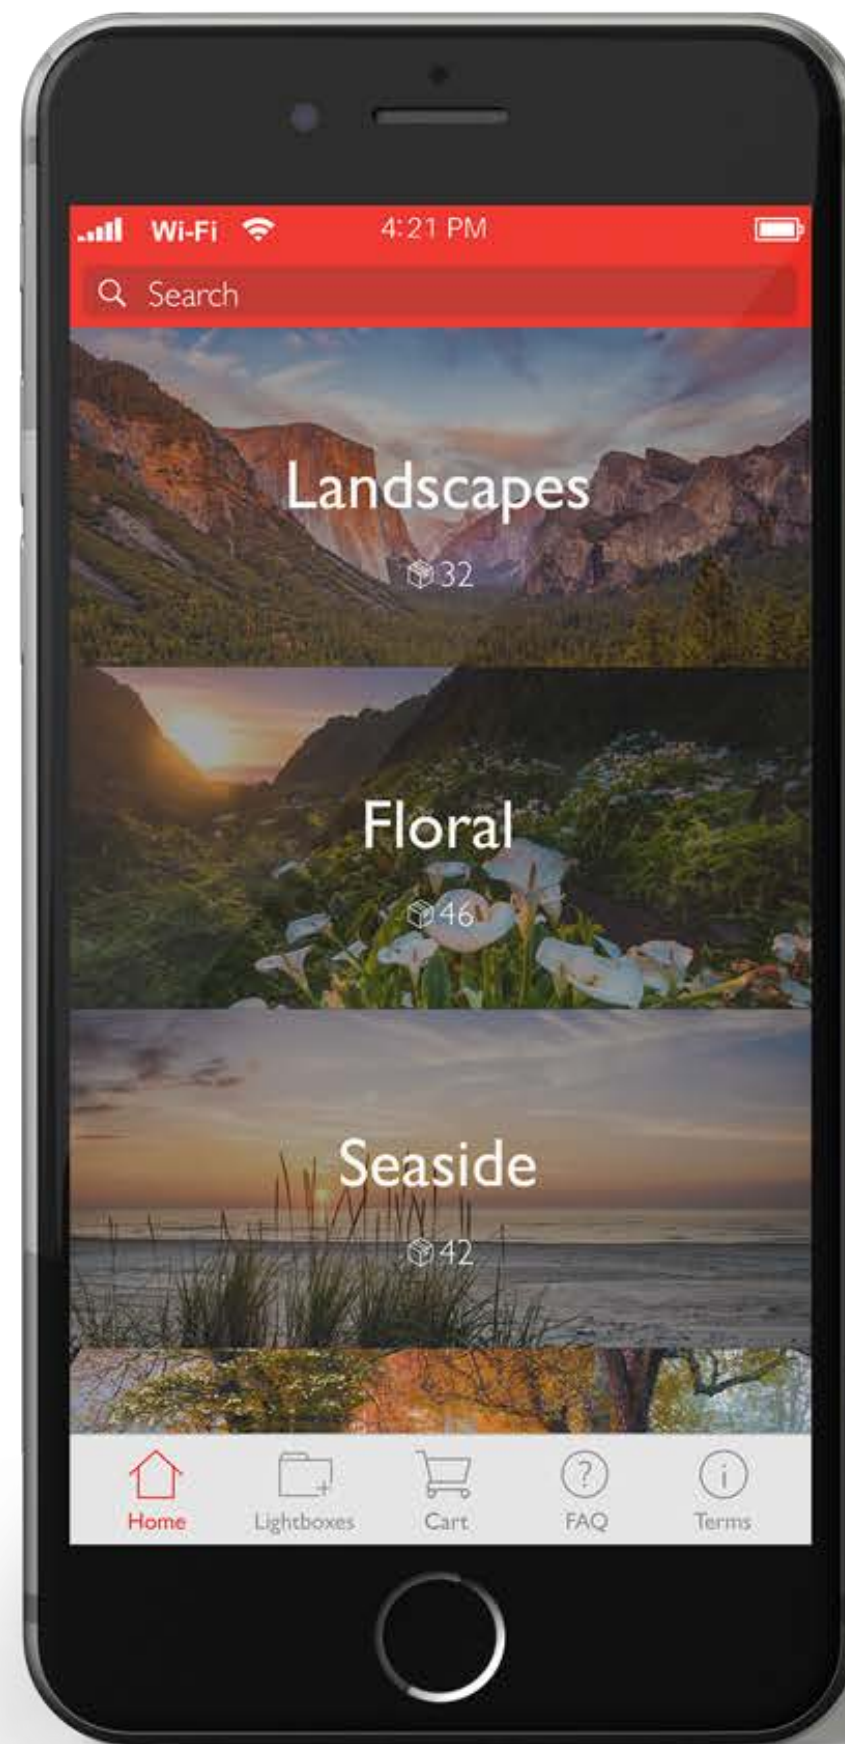 Wi-Fi 4:21 PM
Search
Landscapes
32
Floral
46
Seaside
42
Home Lightboxes Cart FAQ Terms